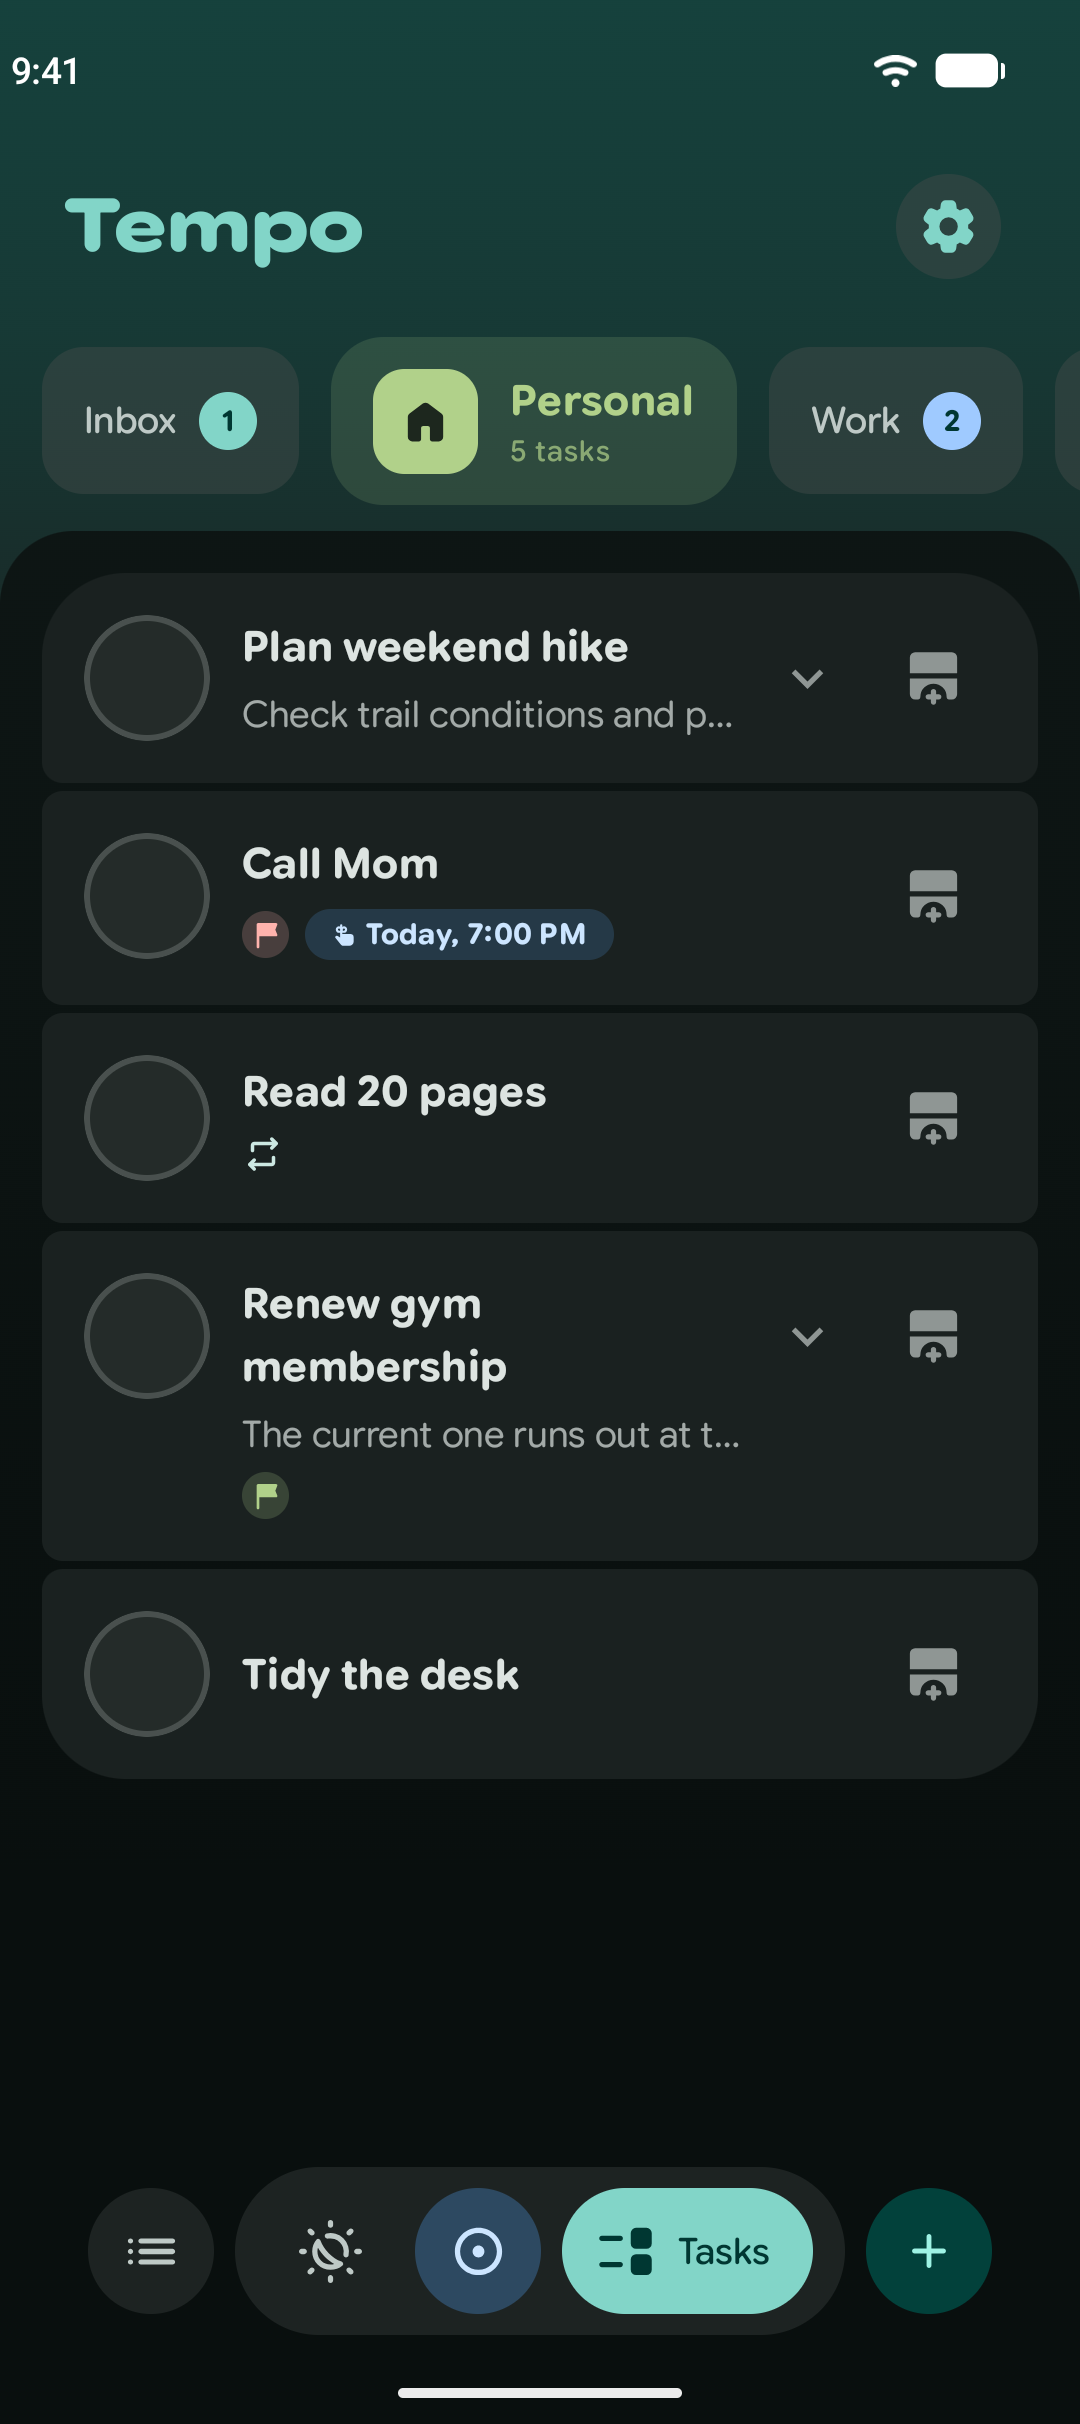 9:41
Tempo
Inbox 1
Personal
5 tasks
Work 2
Plan weekend hike
Check trail conditions and p...
Call Mom
Today, 7:00 PM
Read 20 pages
Renew gym
membership
The current one runs out at t...
Tidy the desk
Tasks